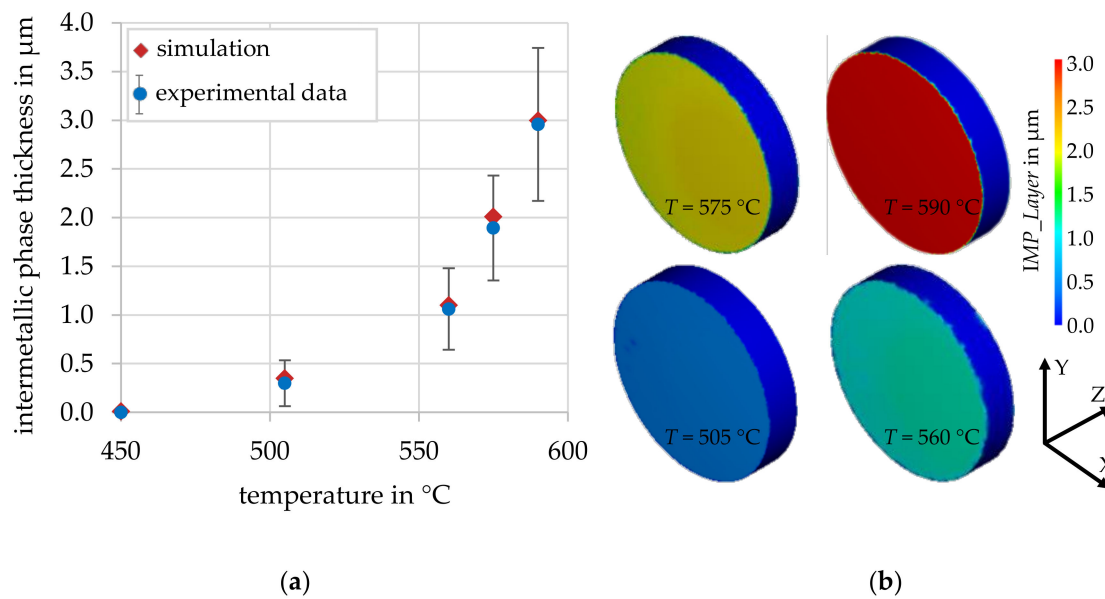 intermetallic phase thickness in µm
4.0
3.5
3.0
2.5
2.0
1.5
1.0
0.5
0.0
simulation
experimental data
450
500
550
600
temperature in °C
(a)
T = 575 °C
T = 590 °C
T = 505 °C
T = 560 °C
IMP_Layer in µm
3.0
2.5
2.0
1.5
1.0
0.5
0.0
Y
Z
X
(b)